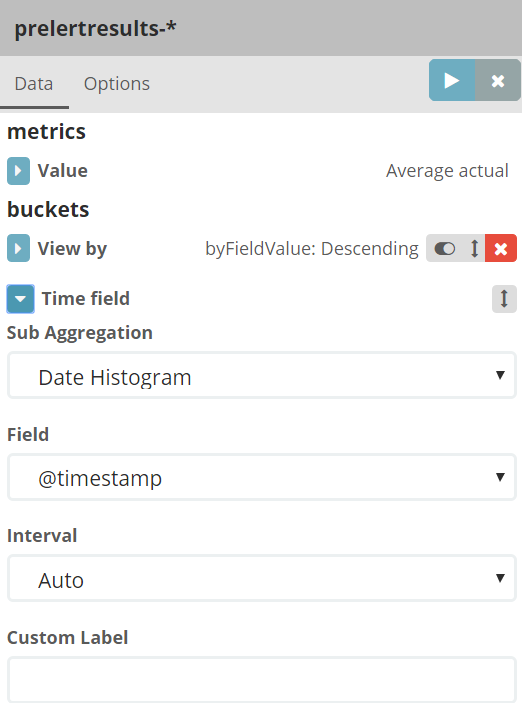 prelertresults-*
Data Options
metrics
Value Average actual
buckets
View by byFieldValue: Descending
Time field
Sub Aggregation
Date Histogram
Field
@timestamp
Interval
Auto
Custom Label